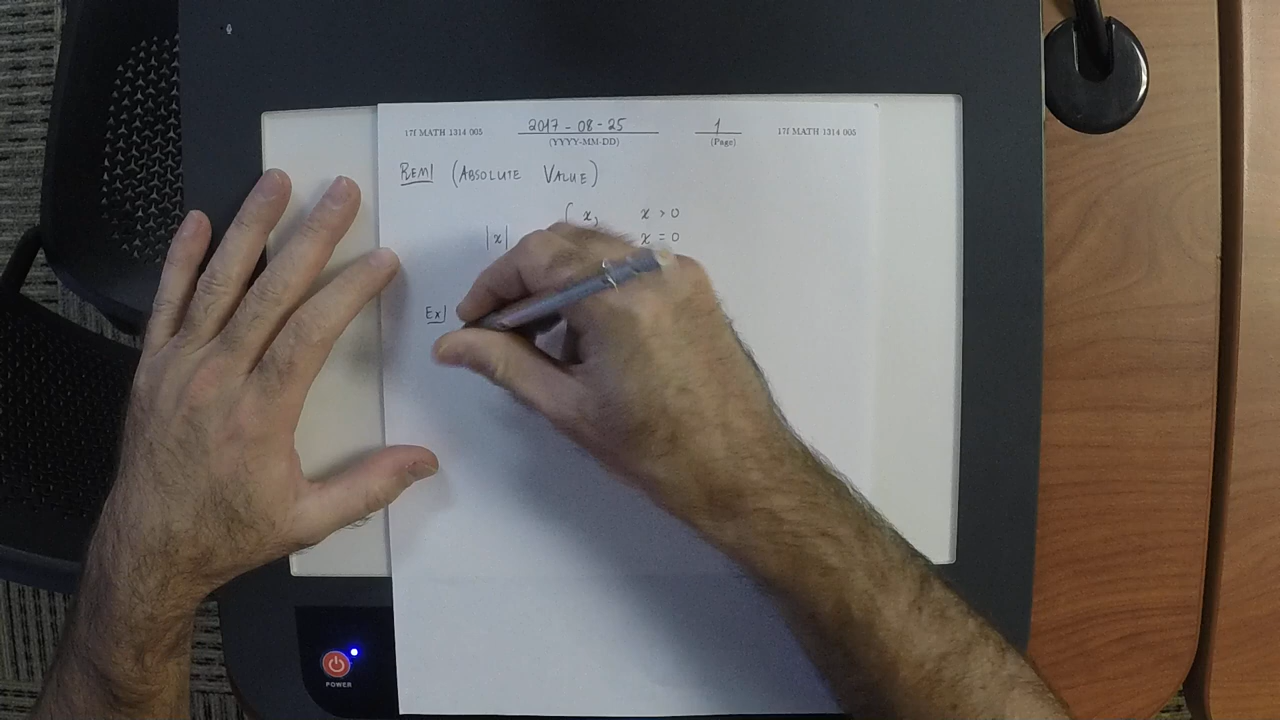 17f MATH 1314 005 2017-08-25 1 17f MATH 1314 005
(YYYY-MM-DD) (Page)
REM (ABSOLUTE VALUE)
x, x > 0
|x| x = 0
Ex
POWER